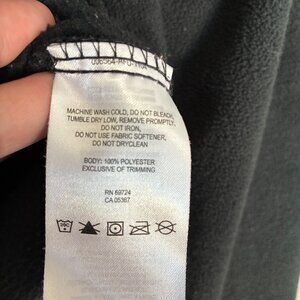 MACHINE WASH COLD, DO NOT BLEACH,
TUMBLE DRY LOW, REMOVE PROMPTLY.
DO NOT IRON,
DO NOT USE FABRIC SOFTENER,
DO NOT DRYCLEAN
BODY: 100% POLYESTER
EXCLUSIVE OF TRIMMING
RN 69724
CA 05367